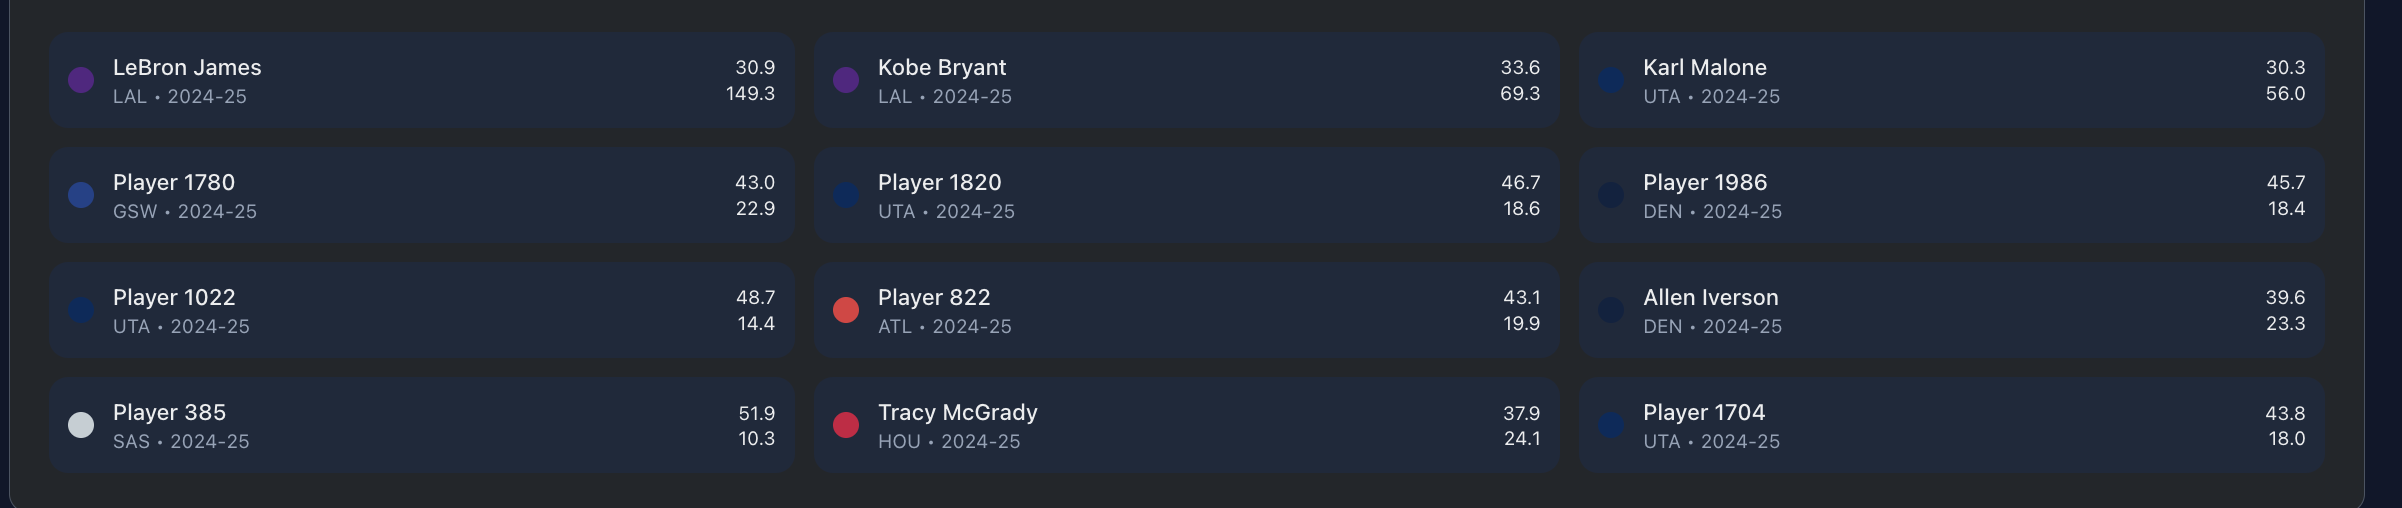 LeBron James
30.9
LAL • 2024-25
149.3
Kobe Bryant
33.6
LAL • 2024-25
69.3
Karl Malone
30.3
UTA • 2024-25
56.0
Player 1780
43.0
GSW • 2024-25
22.9
Player 1820
46.7
UTA • 2024-25
18.6
Player 1986
45.7
DEN • 2024-25
18.4
Player 1022
48.7
UTA • 2024-25
14.4
Player 822
43.1
ATL • 2024-25
19.9
Allen Iverson
39.6
DEN • 2024-25
23.3
Player 385
51.9
SAS • 2024-25
10.3
Tracy McGrady
37.9
HOU • 2024-25
24.1
Player 1704
43.8
UTA • 2024-25
18.0